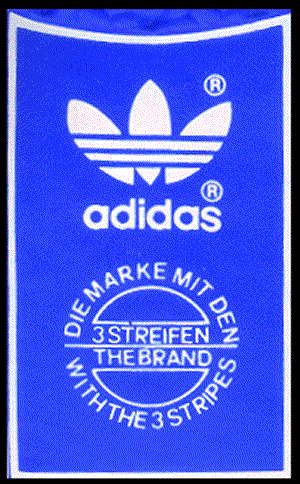 ®
adidas®
DIE MARKE MIT DEN
3 STREIFEN
THE BRAND
WITH THE 3 STRIPES